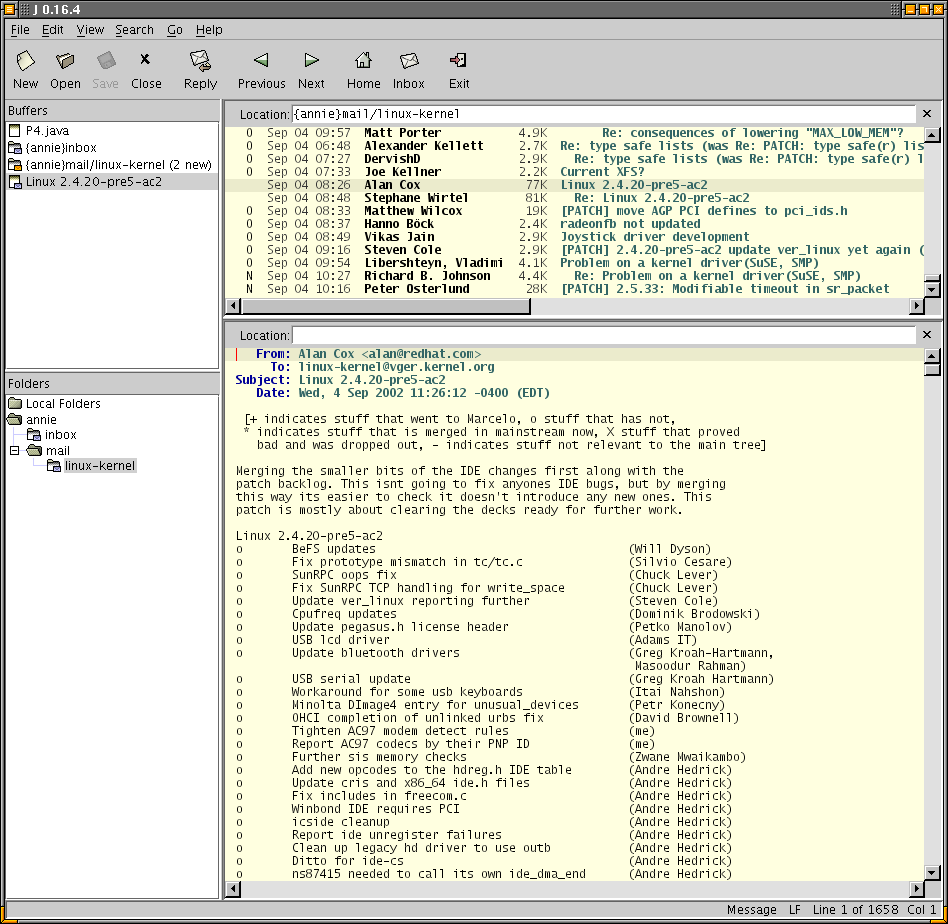 J 0.16.4
File Edit View Search Go Help
New Open Save Close Reply Previous Next Home Inbox Exit
Buffers
P4.java
{annie}inbox
{annie}mail/linux-kernel (2 new)
Linux 2.4.20-pre5-ac2
Folders
Local Folders
annie
inbox
mail
linux-kernel
Location: {annie}mail/linux-kernel
O Sep 04 09:57 Matt Porter 4.9K Re: consequences of lowering "MAX_LOW_MEM"?
O Sep 04 06:48 Alexander Kellett 2.7K Re: type safe lists (was Re: PATCH: type safe(r) lis
O Sep 04 07:27 DervishD 2.9K Re: type safe lists (was Re: PATCH: type safe(r) l
O Sep 04 07:33 Joe Kellner 2.2K Current XFS?
Sep 04 08:26 Alan Cox 77K Linux 2.4.20-pre5-ac2
Sep 04 08:48 Stephane Wirtel 81K Re: Linux 2.4.20-pre5-ac2
O Sep 04 08:33 Matthew Wilcox 19K [PATCH] move AGP PCI defines to pci_ids.h
O Sep 04 08:37 Hanno Böck 2.4K radeonfb not updated
O Sep 04 08:49 Vikas Jain 2.9K Joystick driver development
O Sep 04 09:16 Steven Cole 2.9K [PATCH] 2.4.20-pre5-ac2 update ver_linux yet again (
O Sep 04 09:54 Libershteyn, Vladimi 4.1K Problem on a kernel driver(SuSE, SMP)
N Sep 04 10:27 Richard B. Johnson 4.4K Re: Problem on a kernel driver(SuSE, SMP)
N Sep 04 10:16 Peter Osterlund 28K [PATCH] 2.5.33: Modifiable timeout in sr_packet
Location:
From: Alan Cox <alan@redhat.com>
To: linux-kernel@vger.kernel.org
Subject: Linux 2.4.20-pre5-ac2
Date: Wed, 4 Sep 2002 11:26:12 -0400 (EDT)
[+ indicates stuff that went to Marcelo, o stuff that has not,
* indicates stuff that is merged in mainstream now, X stuff that proved
bad and was dropped out, - indicates stuff not relevant to the main tree]
Merging the smaller bits of the IDE changes first along with the
patch backlog. This isnt going to fix anyones IDE bugs, but by merging
this way its easier to check it doesn't introduce any new ones. This
patch is mostly about clearing the decks ready for further work.
Linux 2.4.20-pre5-ac2
o BeFS updates (Will Dyson)
o Fix prototype mismatch in tc/tc.c (Silvio Cesare)
o SunRPC oops fix (Chuck Lever)
o Fix SunRPC TCP handling for write_space (Chuck Lever)
o Update ver_linux reporting further (Steven Cole)
o Cpufreq updates (Dominik Brodowski)
o Update pegasus.h license header (Petko Manolov)
o USB lcd driver (Adams IT)
o Update bluetooth drivers (Greg Kroah-Hartmann,
Masoodur Rahman)
o USB serial update (Greg Kroah Hartmann)
o Workaround for some usb keyboards (Itai Nahshon)
o Minolta DImage4 entry for unusual_devices (Petr Konecny)
o OHCI completion of unlinked urbs fix (David Brownell)
o Tighten AC97 modem detect rules (me)
o Report AC97 codecs by their PNP ID (me)
o Further sis memory checks (Zwane Mwaikambo)
o Add new opcodes to the hdreg.h IDE table (Andre Hedrick)
o Update cris and x86_64 ide.h files (Andre Hedrick)
o Fix includes in freecom.c (Andre Hedrick)
o Winbond IDE requires PCI (Andre Hedrick)
o icside cleanup (Andre Hedrick)
o Report ide unregister failures (Andre Hedrick)
o Clean up legacy hd driver to use outb (Andre Hedrick)
o Ditto for ide-cs (Andre Hedrick)
o ns87415 needed to call its own ide_dma_end (Andre Hedrick)
Message LF Line 1 of 1658 Col 1